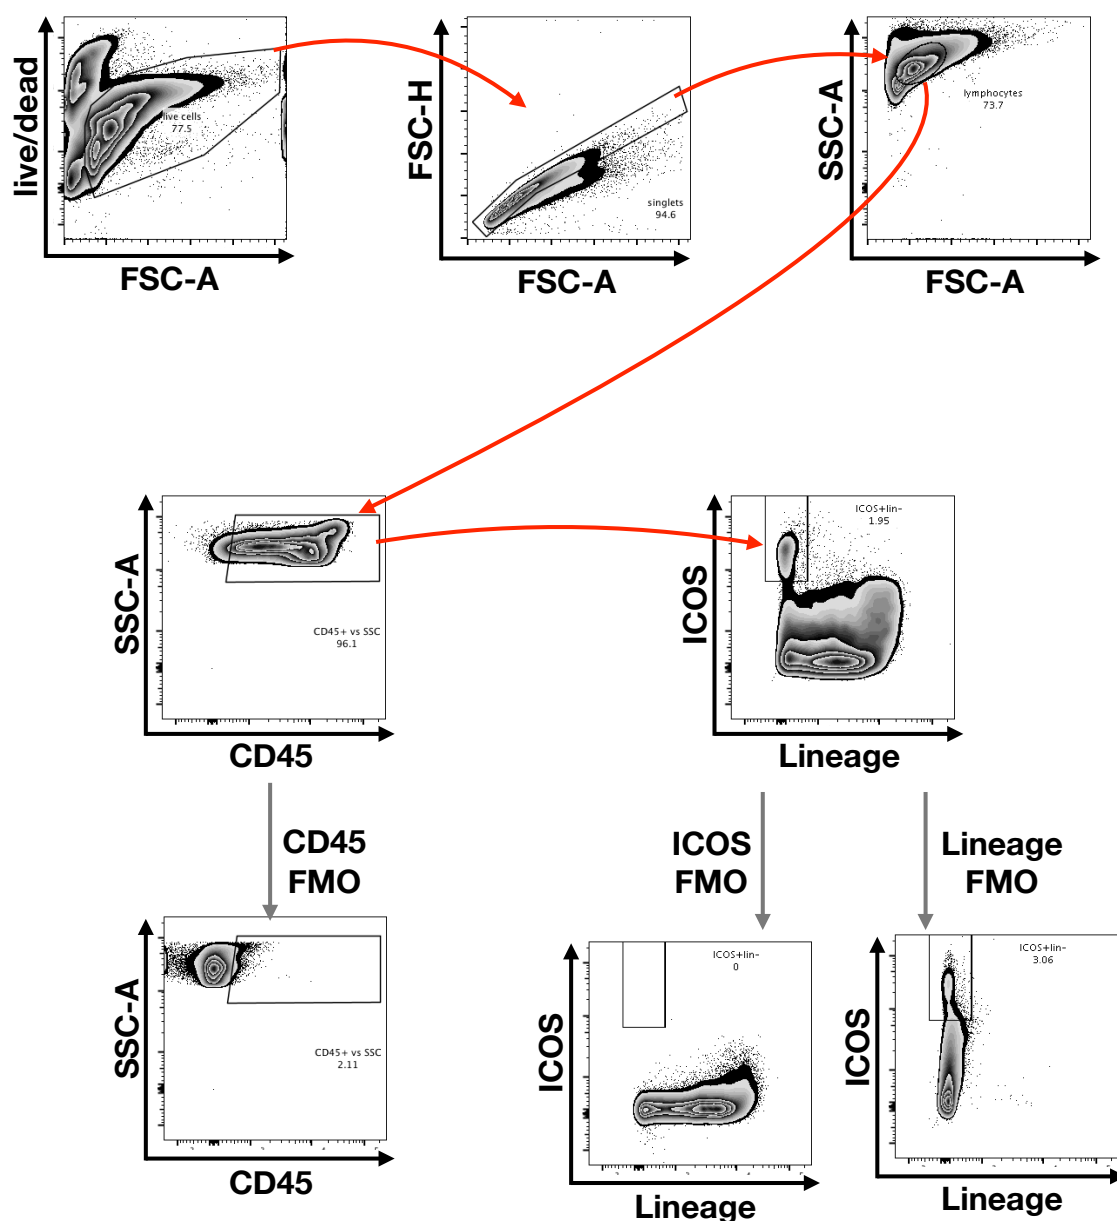 live/dead
live cells
77.5
FSC-A
FSC-H
singlets
94.6
FSC-A
SSC-A
lymphocytes
73.7
FSC-A
SSC-A
CD45+ vs SSC
96.1
CD45
ICOS
ICOS+lin-
1.95
Lineage
CD45
FMO
ICOS
FMO
Lineage
FMO
SSC-A
CD45+ vs SSC
2.11
CD45
ICOS
ICOS+lin-
0
Lineage
ICOS
ICOS+lin-
3.06
Lineage